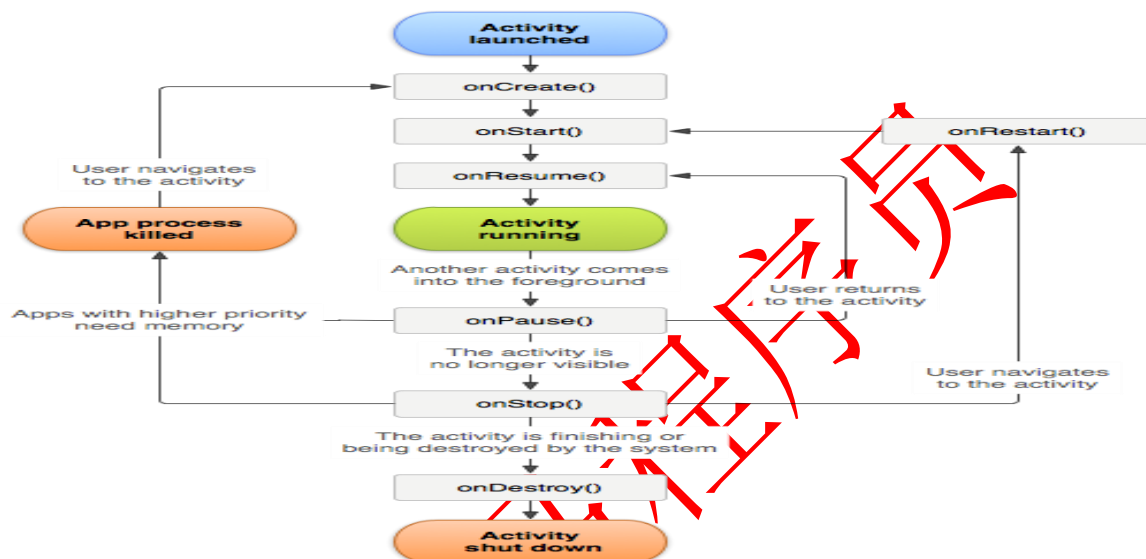 Activity
launched
onCreate()
onStart()
onRestart()
User navigates
to the activity
onResume()
App process
killed
Activity
running
Another activity comes
into the foreground
User returns
to the activity
Apps with higher priority
need memory
onPause()
The activity is
no longer visible
User navigates
to the activity
onStop()
The activity is finishing or
being destroyed by the system
onDestroy()
Activity
shut down
程序员